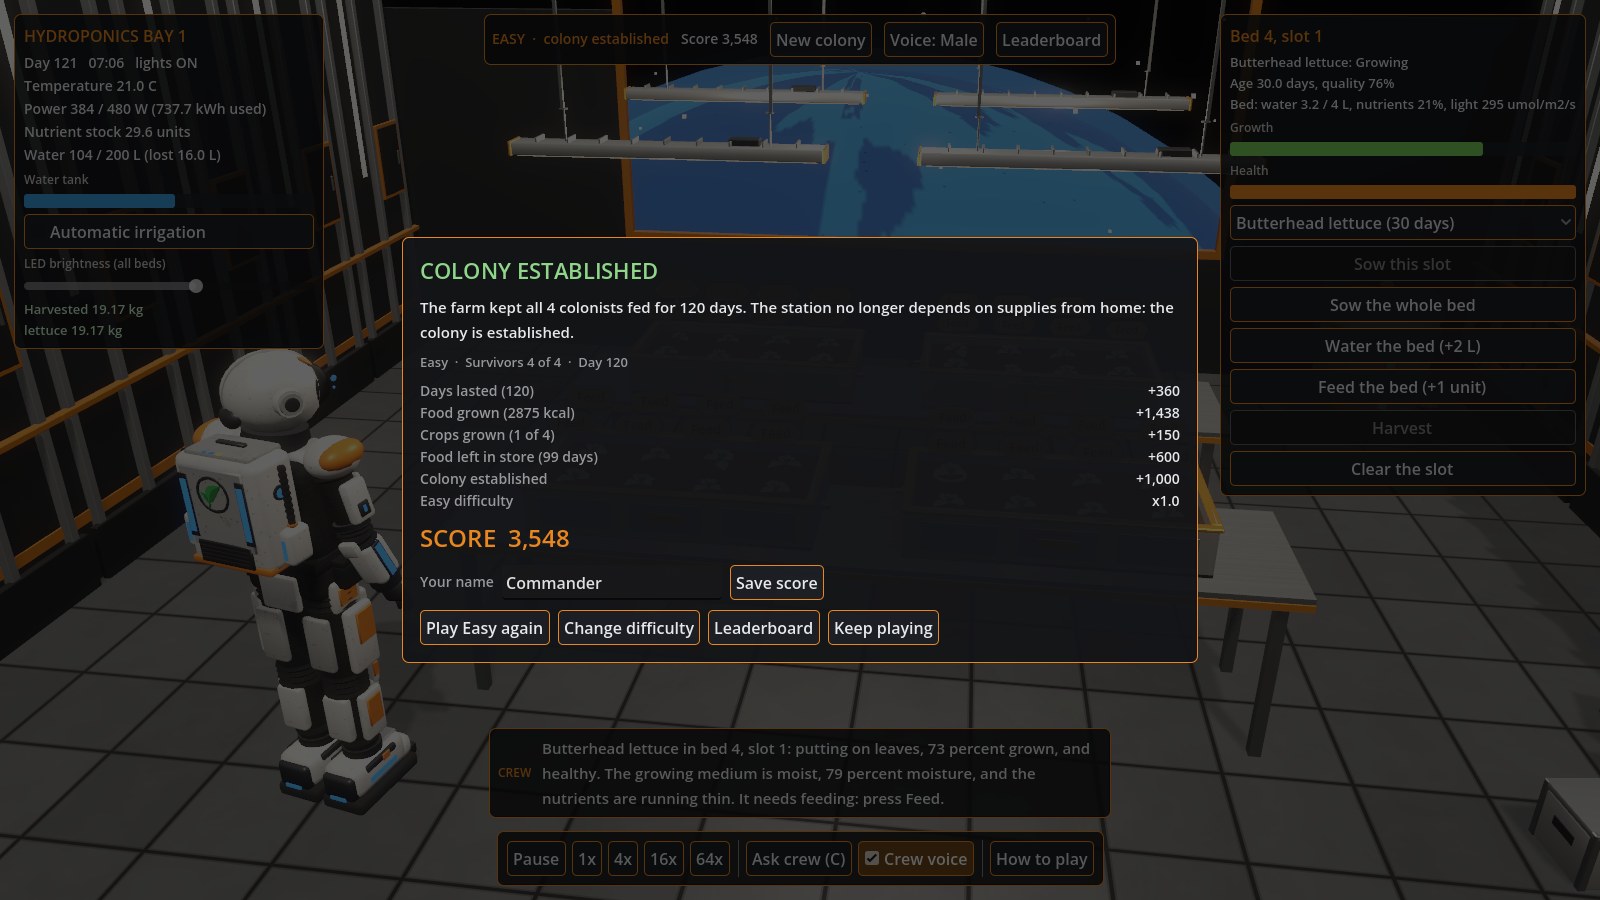 HYDROPONICS BAY 1
Day 121 07:06 lights ON
Temperature 21.0 C
Power 384 / 480 W (737.7 kWh used)
Nutrient stock 29.6 units
Water 104 / 200 L (lost 16.0 L)
Water tank
Automatic irrigation
LED brightness (all beds)
Harvested 19.17 kg
lettuce 19.17 kg
EASY · colony established Score 3,548 New colony Voice: Male Leaderboard
Bed 4, slot 1
Butterhead lettuce: Growing
Age 30.0 days, quality 76%
Bed: water 3.2 / 4 L, nutrients 21%, light 295 umol/m2/s
Growth
Health
Butterhead lettuce (30 days)
Sow this slot
Sow the whole bed
Water the bed (+2 L)
Feed the bed (+1 unit)
Harvest
Clear the slot
COLONY ESTABLISHED
The farm kept all 4 colonists fed for 120 days. The station no longer depends on supplies from home: the
colony is established.
Easy · Survivors 4 of 4 · Day 120
Days lasted (120) +360
Food grown (2875 kcal) +1,438
Crops grown (1 of 4) +150
Food left in store (99 days) +600
Colony established +1,000
Easy difficulty x1.0
SCORE 3,548
Your name Commander Save score
Play Easy again Change difficulty Leaderboard Keep playing
CREW
Butterhead lettuce in bed 4, slot 1: putting on leaves, 73 percent grown, and
healthy. The growing medium is moist, 79 percent moisture, and the
nutrients are running thin. It needs feeding: press Feed.
Pause 1x 4x 16x 64x Ask crew (C) Crew voice How to play